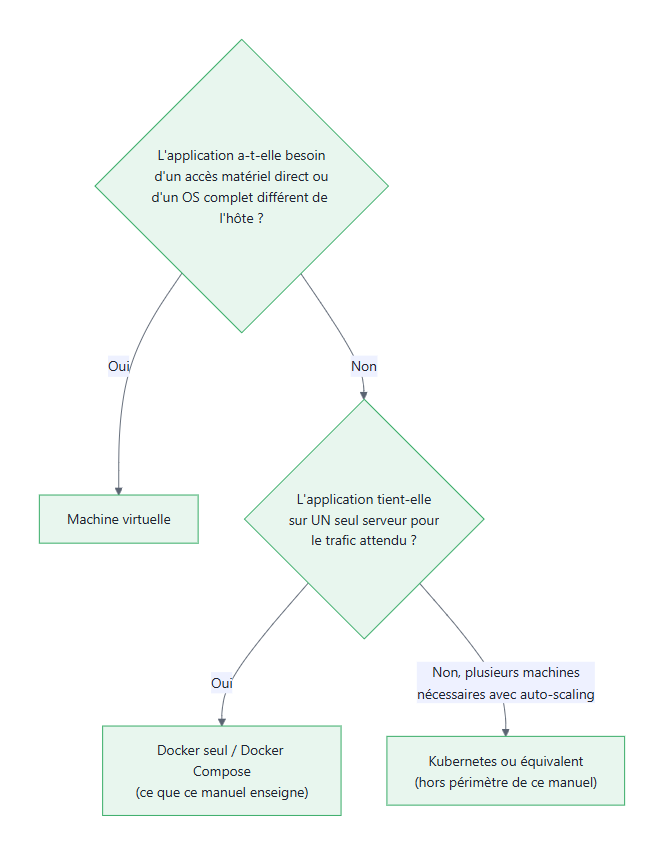 L'application a-t-elle besoin
d'un accès matériel direct ou
d'un OS complet différent de
l'hôte ?
Oui
Non
Machine virtuelle
L'application tient-elle
sur UN seul serveur pour
le trafic attendu ?
Oui
Non, plusieurs machines
nécessaires avec auto-scaling
Docker seul / Docker
Compose
(ce que ce manuel enseigne)
Kubernetes ou équivalent
(hors périmètre de ce manuel)